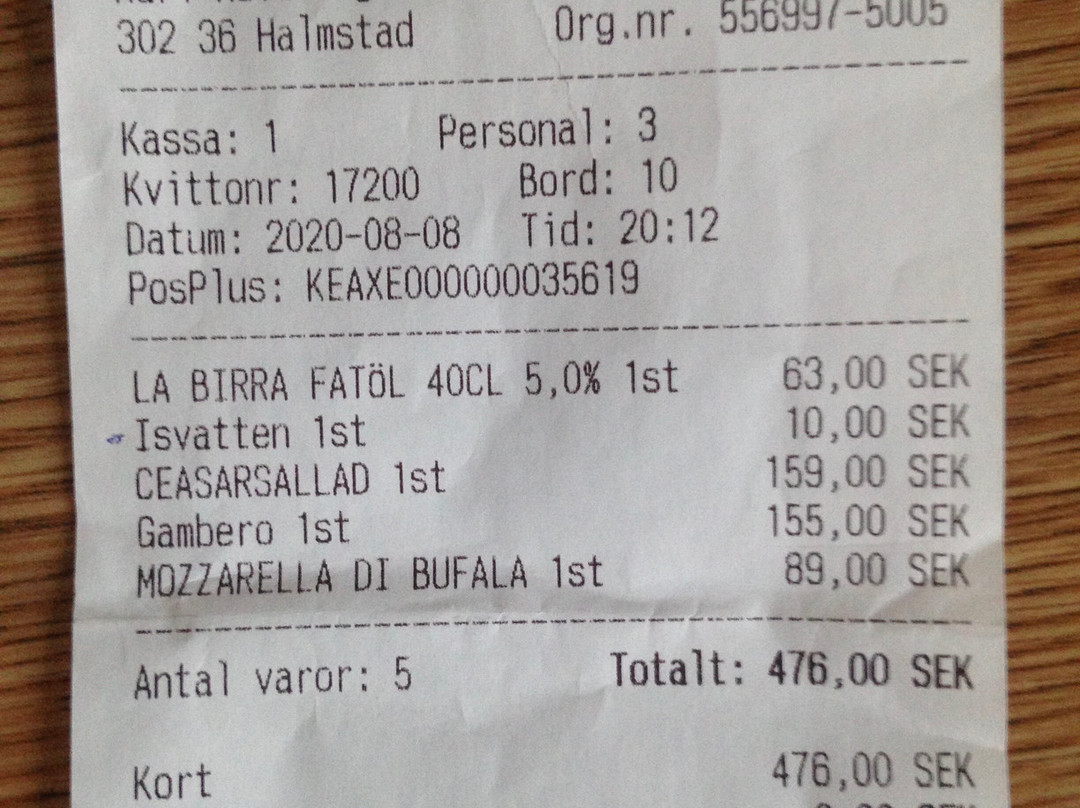 302 36 Halmstad Org.nr. 556997-5005
Kassa: 1 Personal: 3
Kvittonr: 17200 Bord: 10
Datum: 2020-08-08 Tid: 20:12
PosPlus: KEAXE000000035619
LA BIRRA FATÖL 40CL 5,0% 1st 63,00 SEK
Isvatten 1st 10,00 SEK
CEASARSALLAD 1st 159,00 SEK
Gambero 1st 155,00 SEK
MOZZARELLA DI BUFALA 1st 89,00 SEK
Antal varor: 5 Totalt: 476,00 SEK
Kort 476,00 SEK